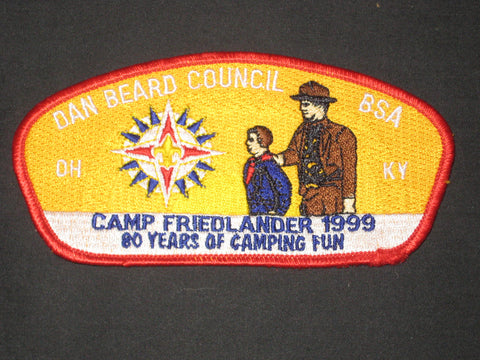 DAN BEARD COUNCIL BSA
OH KY
CAMP FRIEDLANDER 1999
80 YEARS OF CAMPING FUN